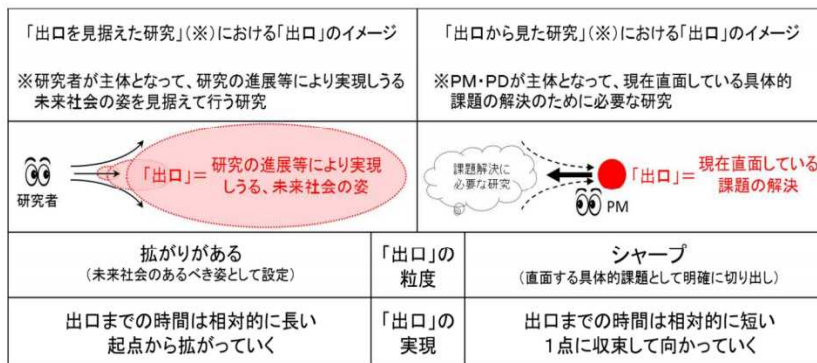 「出口を見据えた研究」(※)における「出口」のイメージ
※研究者が主体となって、研究の進展等により実現しうる
未来社会の姿を見据えて行う研究
「出口から見た研究」(※)における「出口」のイメージ
※PM・PDが主体となって、現在直面している具体的
課題の解決のために必要な研究
研究者
「出口」=
研究の進展等により実現
しうる、未来社会の姿
課題解決に
必要な研究
PM
「出口」=
現在直面している
課題の解決
拡がりがある
(未来社会のあるべき姿として設定)
「出口」の
粒度
シャープ
(直面する具体的課題として明確に切り出し)
出口までの時間は相対的に長い
起点から拡がっていく
「出口」の
実現
出口までの時間は相対的に短い
1点に収束して向かっていく